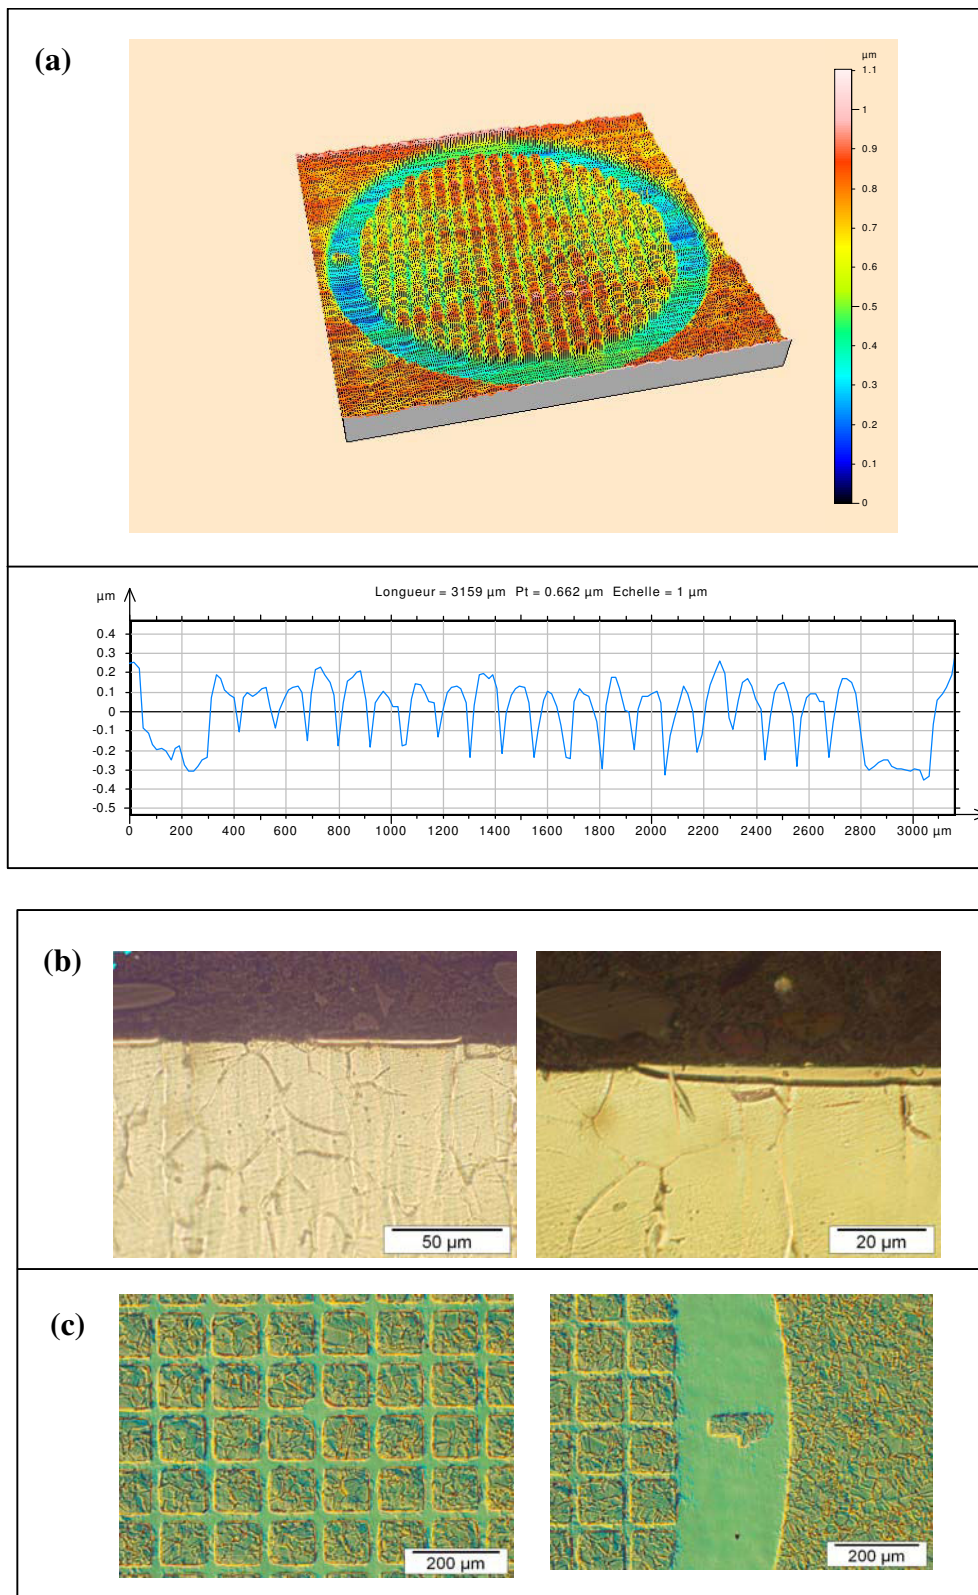 (a)
µm
1.1
1
0.9
0.8
0.7
0.6
0.5
0.4
0.3
0.2
0.1
0
Longueur = 3159 µm Pt = 0.662 µm Echelle = 1 µm
µm
0.4
0.3
0.2
0.1
0
-0.1
-0.2
-0.3
-0.4
-0.5
0 200 400 600 800 1000 1200 1400 1600 1800 2000 2200 2400 2600 2800 3000 µm
(b)
50 µm
20 µm
(c)
200 µm
200 µm